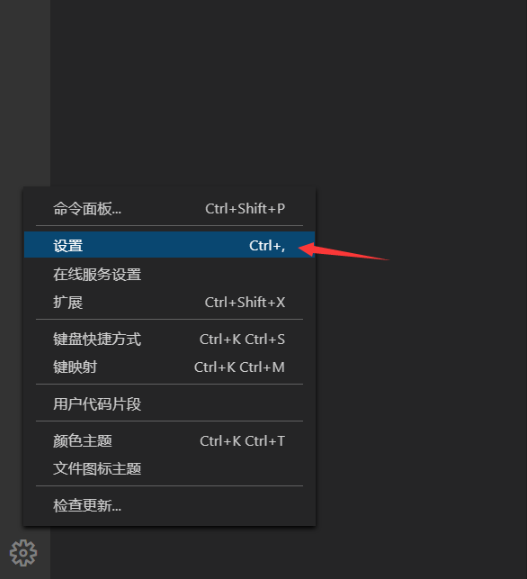 命令面板... Ctrl+Shift+P
设置 Ctrl+,
在线服务设置
扩展 Ctrl+Shift+X
键盘快捷方式 Ctrl+K Ctrl+S
键映射 Ctrl+K Ctrl+M
用户代码片段
颜色主题 Ctrl+K Ctrl+T
文件图标主题
检查更新...